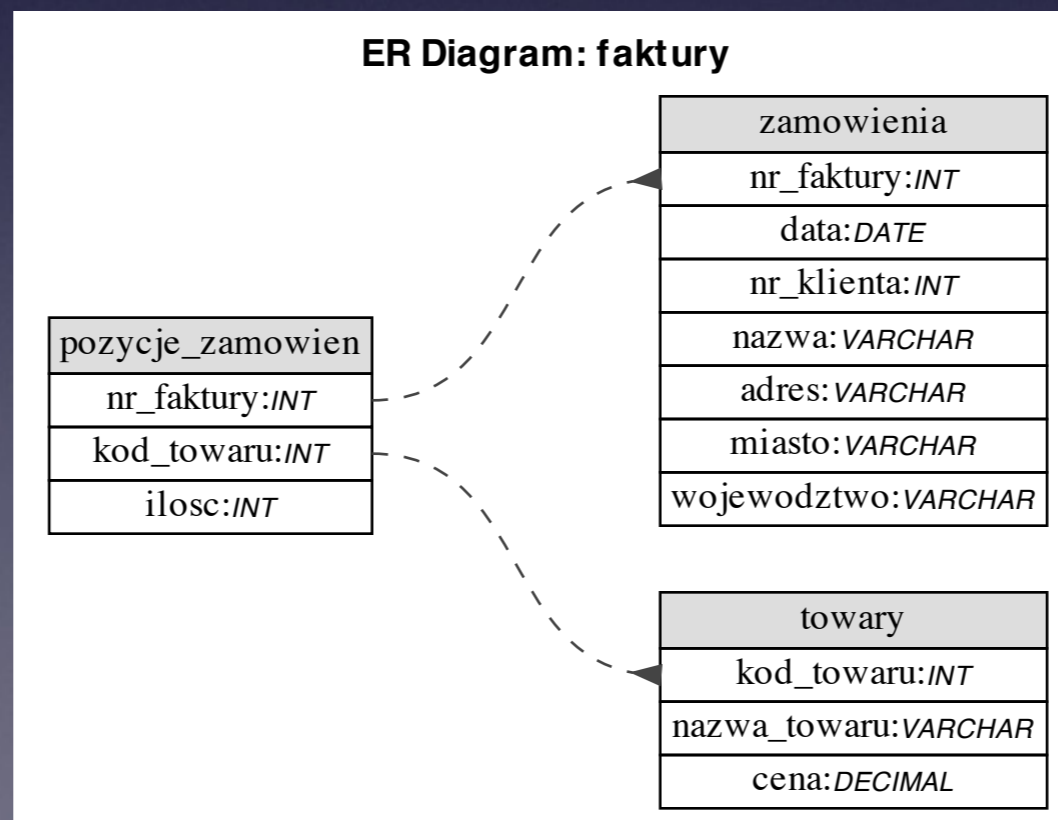 ER Diagram: faktury
pozycje_zamowien
nr_faktury:INT
kod_towaru:INT
ilosc:INT
zamowienia
nr_faktury:INT
data:DATE
nr_klienta:INT
nazwa:VARCHAR
adres:VARCHAR
miasto:VARCHAR
wojewodztwo:VARCHAR
towary
kod_towaru:INT
nazwa_towaru:VARCHAR
cena:DECIMAL